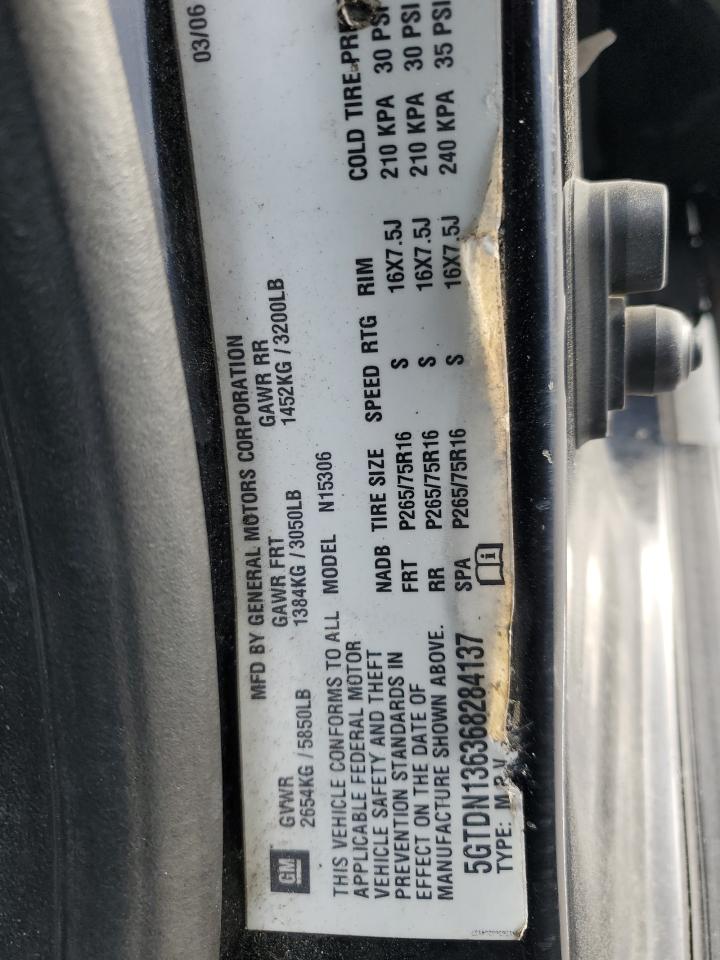 MFD BY GENERAL MOTORS CORPORATION 03/06
GM
GVWR GAWR FRT GAWR RR
2654KG/5850LB 1384KG/3050LB 1452KG/3200LB
THIS VEHICLE CONFORMS TO ALL
APPLICABLE FEDERAL MOTOR
VEHICLE SAFETY AND THEFT
PREVENTION STANDARDS IN
EFFECT ON THE DATE OF
MANUFACTURE SHOWN ABOVE.
5GTDN136368284137
TYPE: M P V
MODEL N15306
NADB TIRE SIZE SPEED RTG RIM COLD TIRE
FRT P265/75R16 S 16X7.5J 210 KPA 30 PSI
RR P265/75R16 S 16X7.5J 210 KPA 30 PSI
SPA P265/75R16 S 16X7.5J 240 KPA 35 PSI